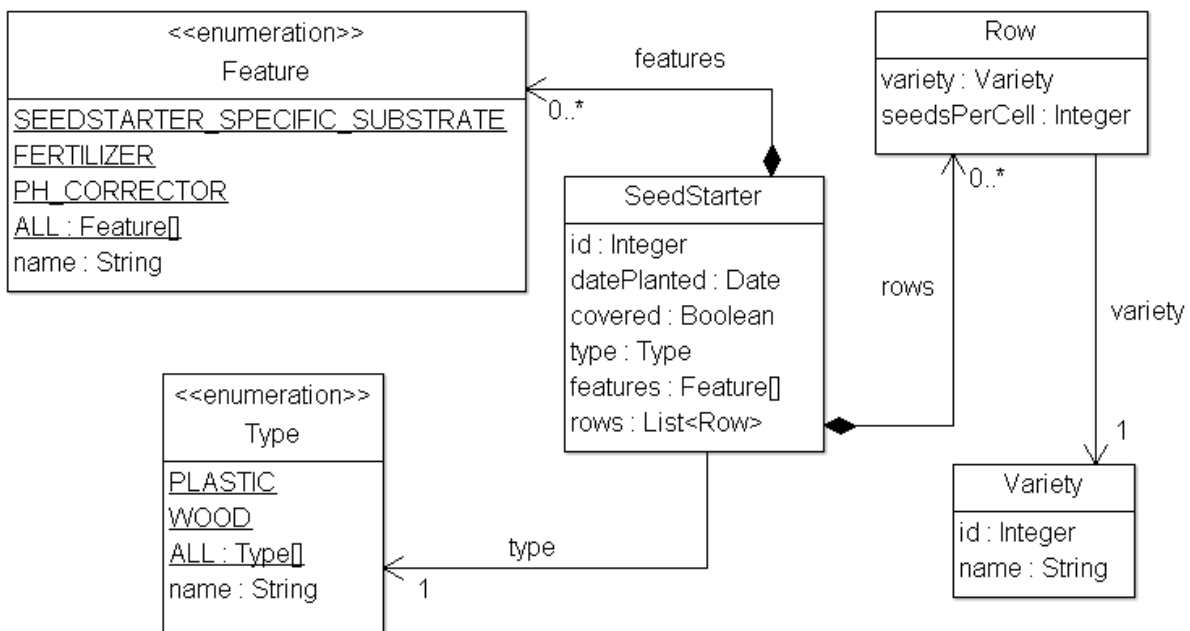 <<enumeration>>
Feature
SEEDSTARTER_SPECIFIC_SUBSTRATE
FERTILIZER
PH_CORRECTOR
ALL : Feature[]
name : String
features
0..*
Row
variety : Variety
seedsPerCell : Integer
0..*
SeedStarter
id : Integer
datePlanted : Date
covered : Boolean
type : Type
features : Feature[]
rows : List<Row>
rows
variety
<<enumeration>>
Type
PLASTIC
WOOD
ALL : Type[]
name : String
type
1
1
Variety
id : Integer
name : String